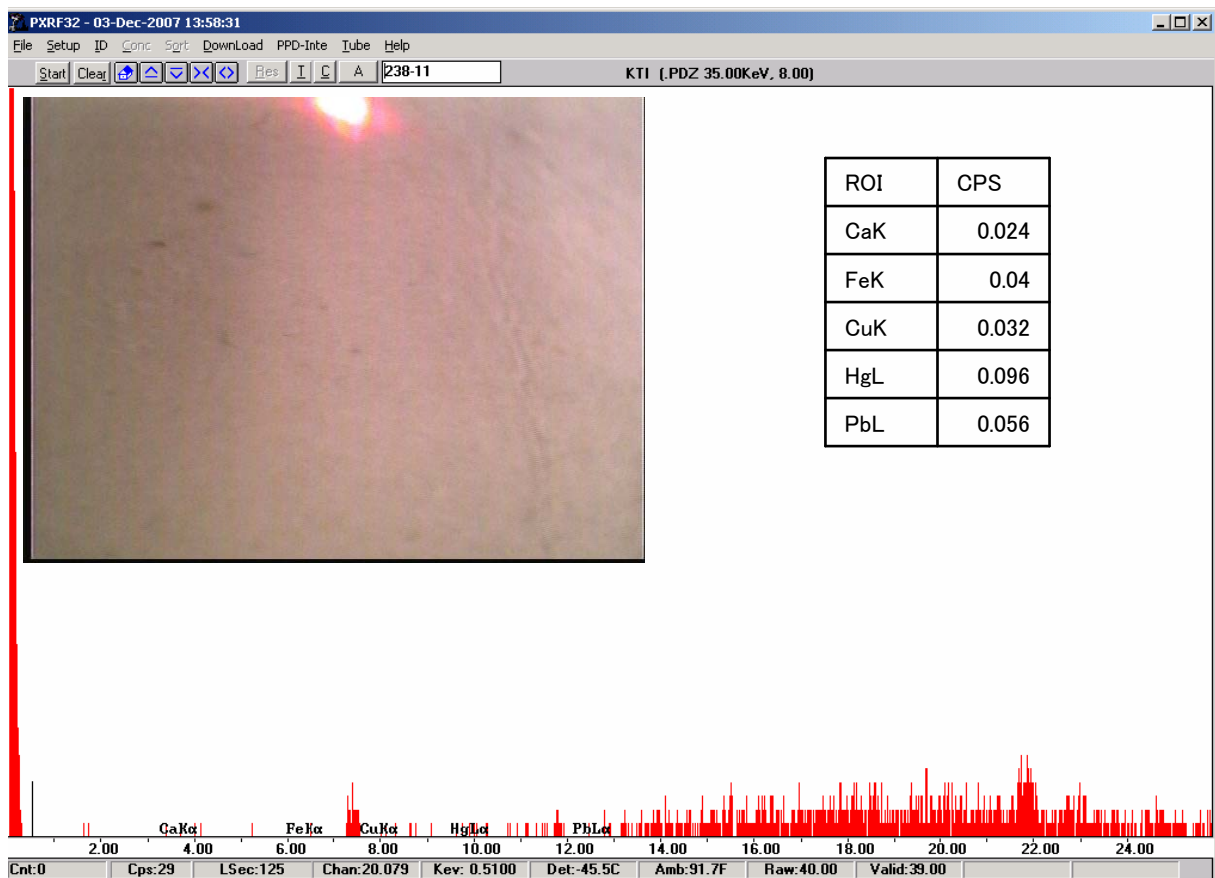 PXRF32 - 03-Dec-2007 13:58:31
File Setup ID Conc Sort DownLoad PPD-Inte Tube Help
Start Clear Res I C A 238-11 KTI (.PDZ 35.00KeV, 8.00)
ROI CPS
CaK 0.024
FeK 0.04
CuK 0.032
HgL 0.096
PbL 0.056
CaKα FeKα CuKα HgLα PbLα
2.00 4.00 6.00 8.00 10.00 12.00 14.00 16.00 18.00 20.00 22.00 24.00
Cnt:0 Cps:29 LSec:125 Chan:20.079 Kev: 0.5100 Det:-45.5C Amb:91.7F Raw:40.00 Valid:39.00